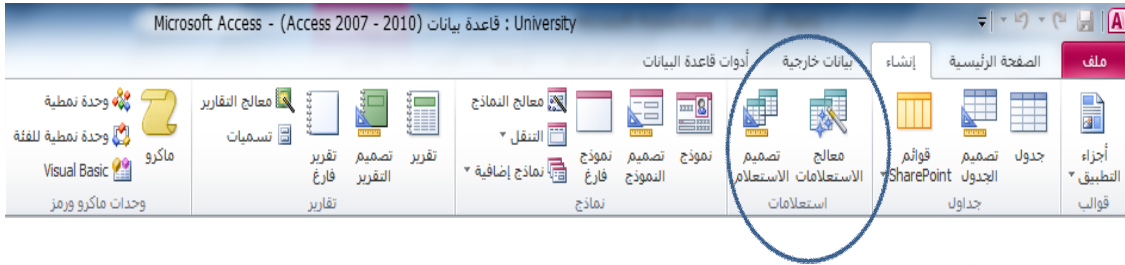 University : قاعدة بيانات (Access 2007 - 2010) - Microsoft Access
ملف
الصفحة الرئيسية
إنشاء
بيانات خارجية
أدوات قاعدة البيانات
أجزاء
التطبيق
قوالب
جدول
تصميم
الجدول
قوائم
SharePoint
جداول
معالج
الاستعلامات
تصميم
الاستعلام
استعلامات
نموذج
تصميم
النموذج
نموذج
فارغ
معالج النماذج
التنقل
نماذج إضافية
نماذج
تقرير
تصميم
التقرير
تقرير
فارغ
معالج التقارير
تسميات
تقارير
ماكرو
وحدة نمطية
وحدة نمطية للفئة
Visual Basic
وحدات ماكرو ورمز